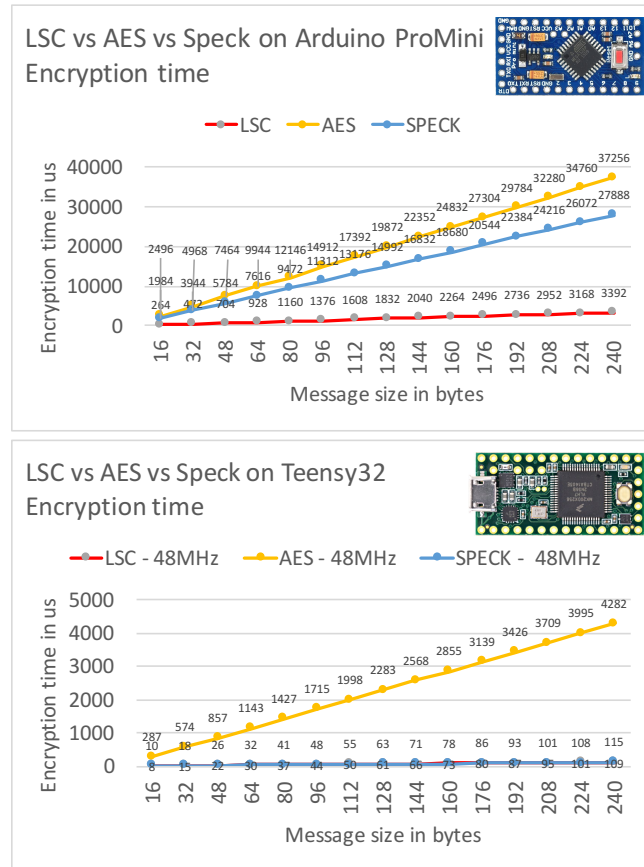 LSC vs AES vs Speck on Arduino ProMini
Encryption time
LSC AES SPECK
Encryption time in us
40000
30000
20000
10000
0
2496 4968 7464 9944 12146 14912 17392 19872 22352 24832 27304 29784 32280 34760 37256
1984 3944 5784 7616 9472 11312 13176 14992 16832 18680 20544 22384 24216 26072 27888
264 472 704 928 1160 1376 1608 1832 2040 2264 2496 2736 2952 3168 3392
16 32 48 64 80 96 112 128 144 160 176 192 208 224 240
Message size in bytes
LSC vs AES vs Speck on Teensy32
Encryption time
LSC - 48MHz AES - 48MHz SPECK - 48MHz
Encryption time in us
5000
4000
3000
2000
1000
0
287 574 857 1143 1427 1715 1998 2283 2568 2855 3139 3426 3709 3995 4282
10 18 26 32 41 48 55 63 71 78 86 93 101 108 115
8 15 22 30 37 44 50 61 66 73 80 87 95 101 109
16 32 48 64 80 96 112 128 144 160 176 192 208 224 240
Message size in bytes